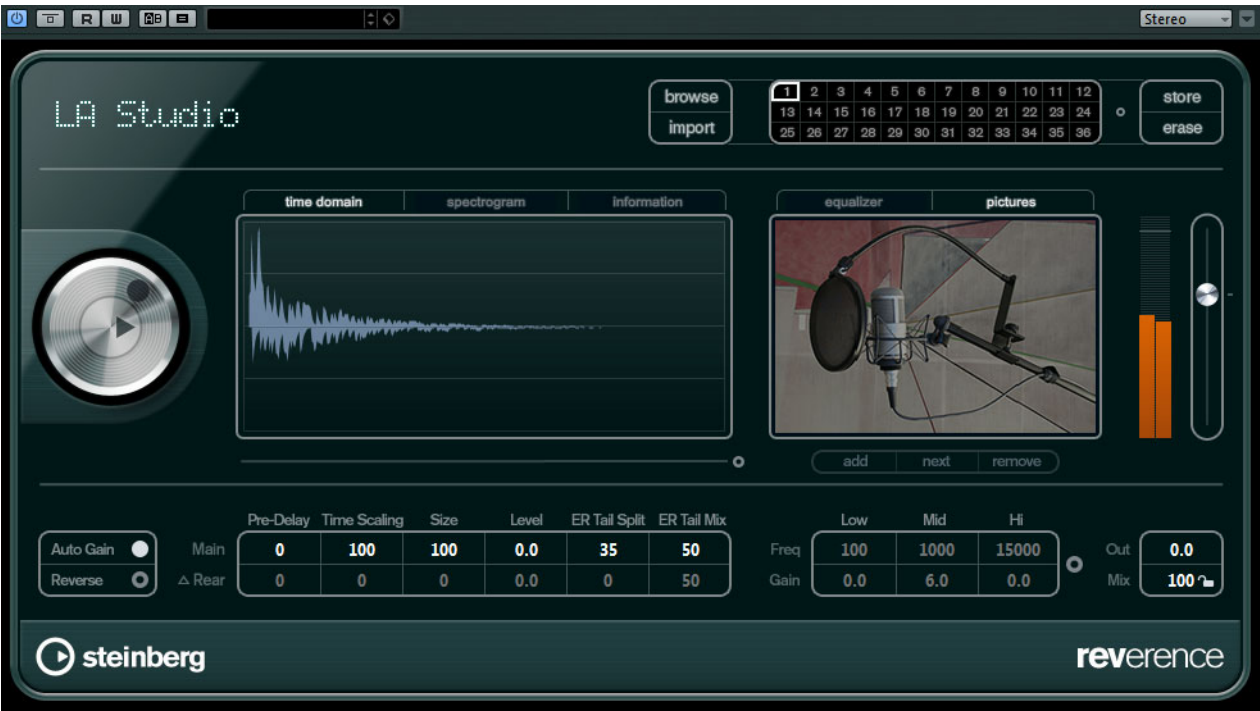 R W AB Stereo
LA Studio
browse
import
1 2 3 4 5 6 7 8 9 10 11 12
13 14 15 16 17 18 19 20 21 22 23 24
25 26 27 28 29 30 31 32 33 34 35 36
store
erase
time domain spectrogram information
equalizer pictures
add next remove
Pre-Delay Time Scaling Size Level ER Tail Split ER Tail Mix
Auto Gain
Reverse
Main 0 100 100 0.0 35 50
△ Rear 0 0 0 0.0 0 50
Low Mid Hi
Freq 100 1000 15000
Gain 0.0 6.0 0.0
Out 0.0
Mix 100
steinberg
reverence